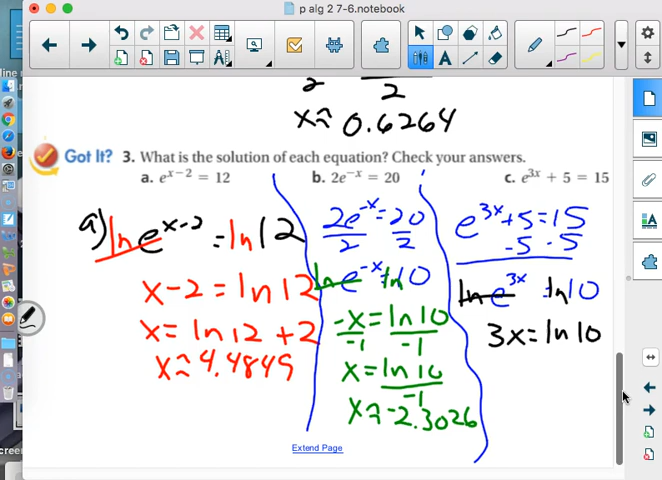 p alg 2 7-6.notebook
2 2
x≈ 0.6264
Got It? 3. What is the solution of each equation? Check your answers.
a. e^{x−2} = 12 b. 2e^{−x} = 20 c. e^{3x} + 5 = 15
a) ln e^{x-2} = ln 12
x-2 = ln 12
x = ln 12 + 2
x≈ 4.4849
2e^{-x} = 20
2 2
ln e^{-x} = ln 10
-x = ln 10
-1 -1
x = ln 10
-1
x≈ -2.3026
e^{3x} + 5 = 15
-5 -5
ln e^{3x} = ln 10
3x = ln 10
Extend Page